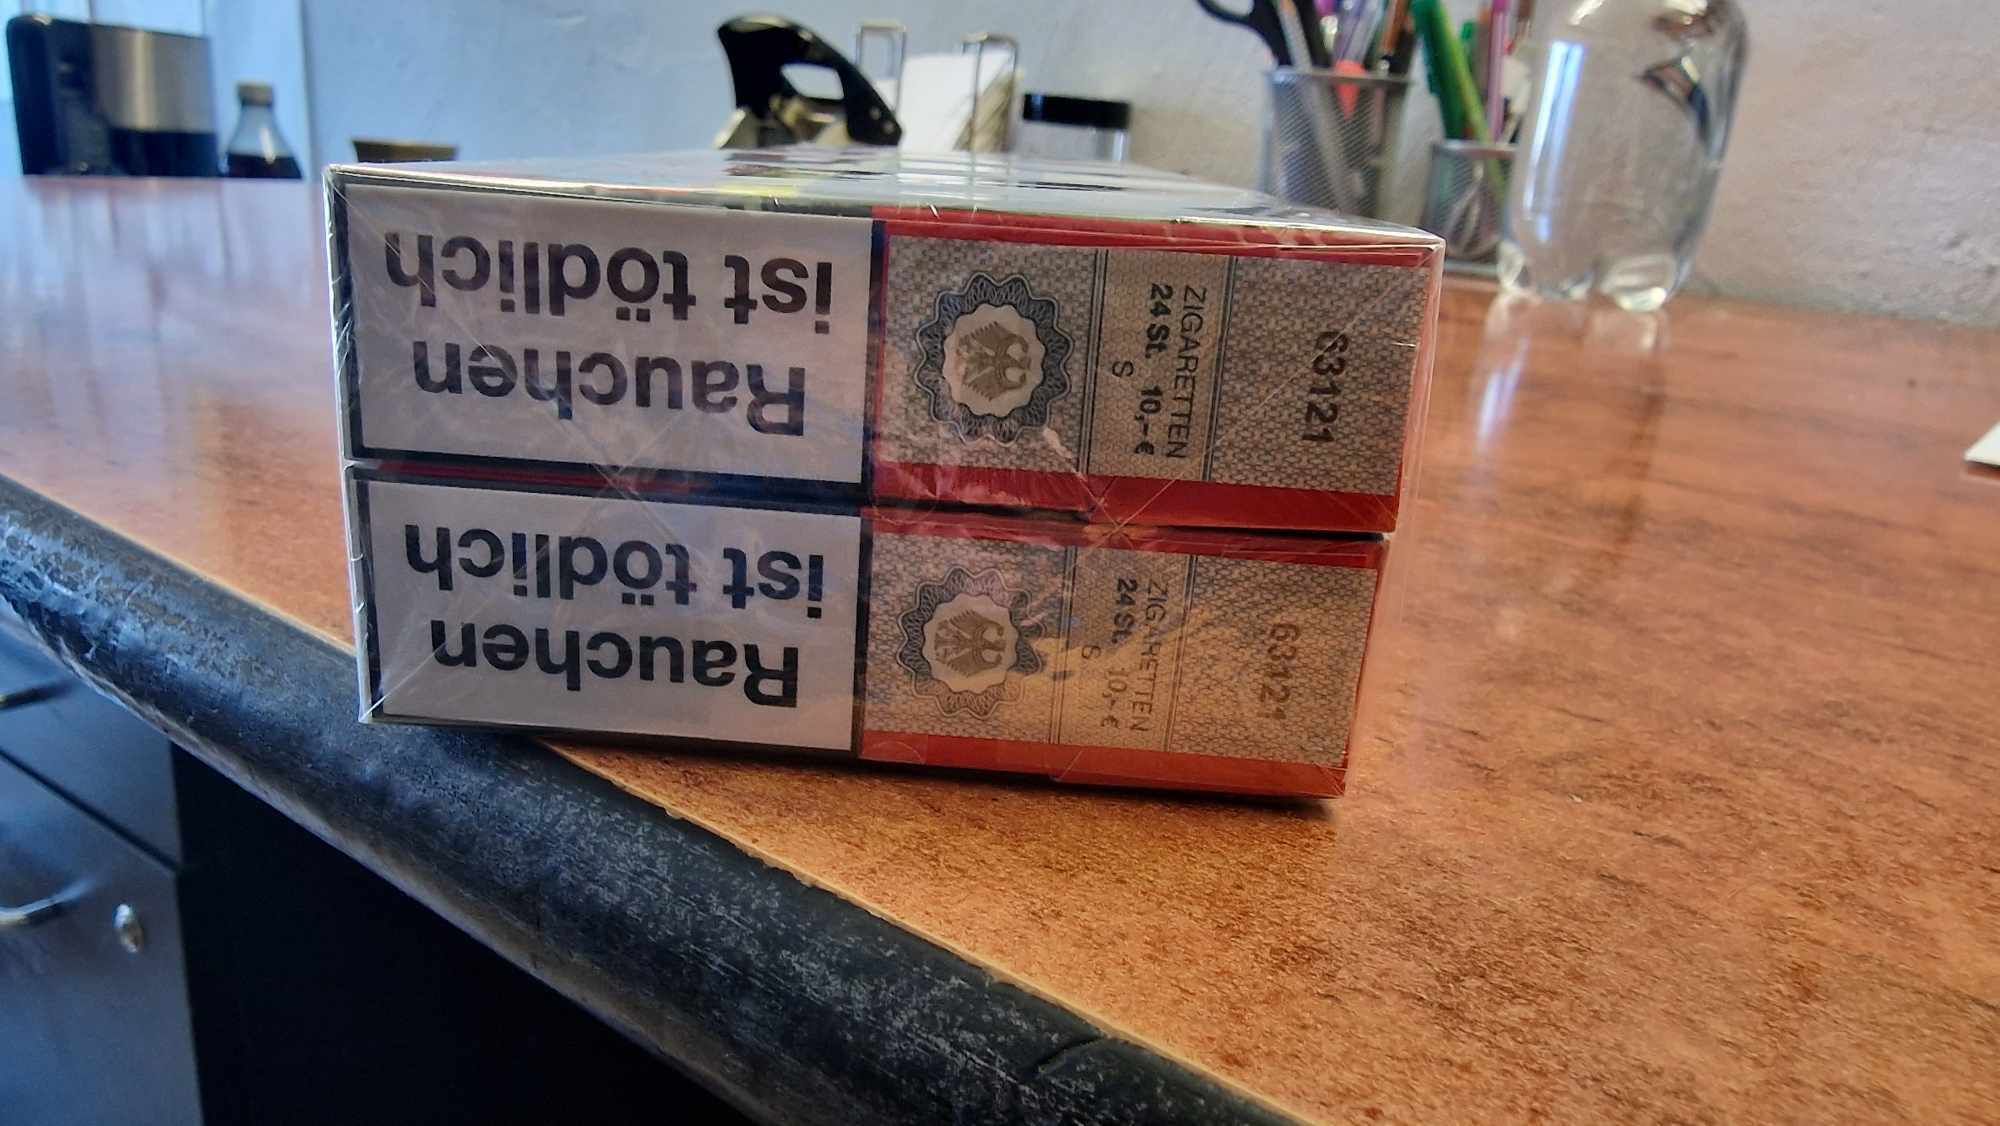 Rauchen
ist tödlich
ZIGARETTEN
24 St. 10,-€
S
63121
Rauchen
ist tödlich
ZIGARETTEN
24 St. 10,-€
S
63121